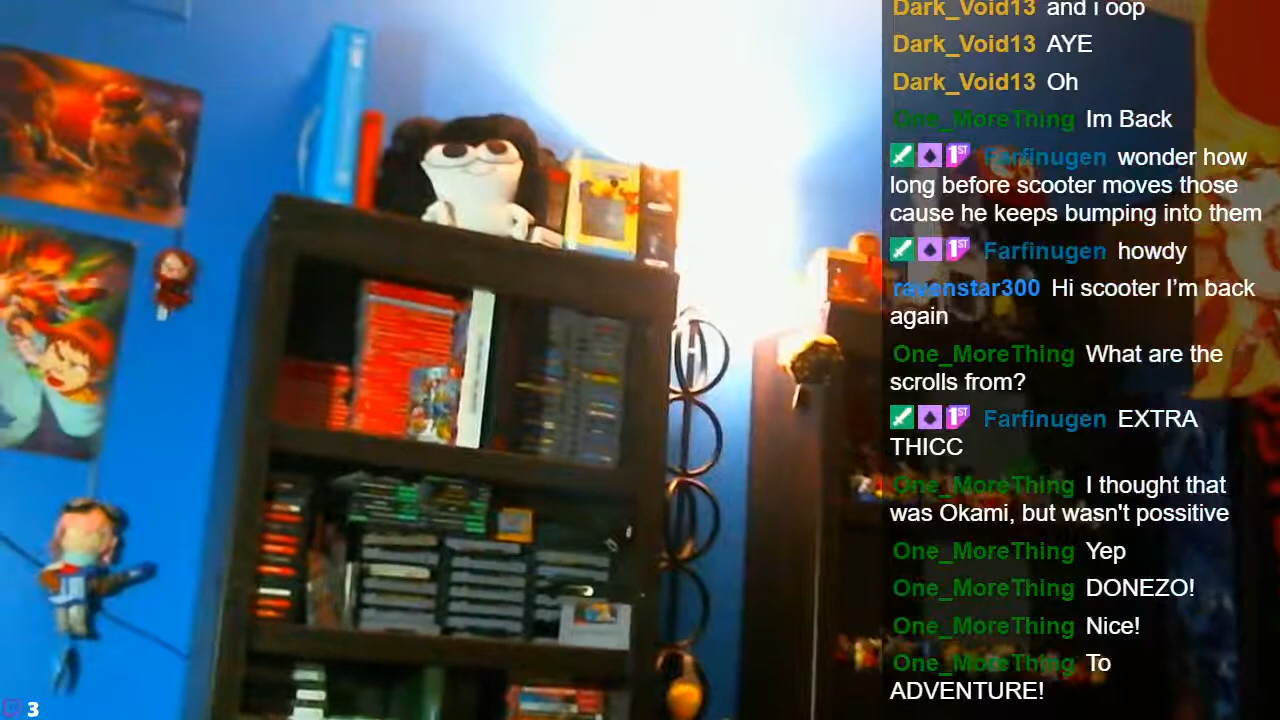 Dark_Void13 and i oop
Dark_Void13 AYE
Dark_Void13 Oh
One_MoreThing Im Back
1ST Farfinugen wonder how
long before scooter moves those
cause he keeps bumping into them
1ST Farfinugen howdy
ravenstar300 Hi scooter I'm back
again
One_MoreThing What are the
scrolls from?
1ST Farfinugen EXTRA
THICC
One_MoreThing I thought that
was Okami, but wasn't possitive
One_MoreThing Yep
One_MoreThing DONEZO!
One_MoreThing Nice!
One_MoreThing To
ADVENTURE!
3